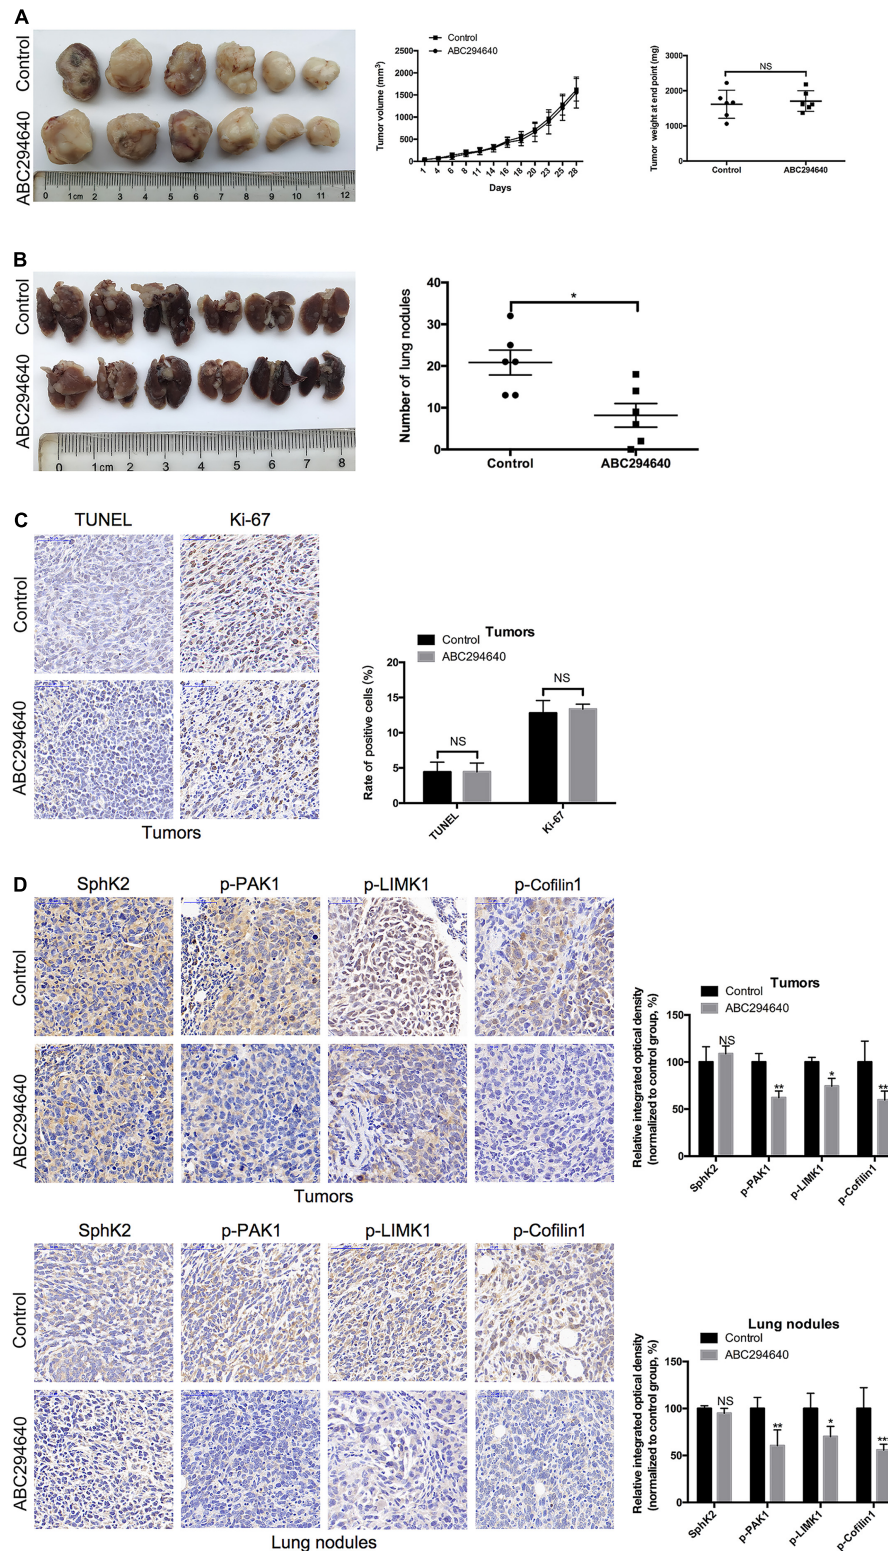 A
Control
ABC294640
0 1cm 2 3 4 5 6 7 8 9 10 11 12
Control
ABC294640
Tumor volume (mm3)
2500
2000
1500
1000
500
0
1 4 6 8 11 14 16 18 20 23 25 28
Days
Tumor weight at end point (mg)
3000
2000
1000
0
NS
Control ABC294640
B
Control
ABC294640
0 1cm 2 3 4 5 6 7 8
Number of lung nodules
40
30
20
10
0
*
Control ABC294640
C
TUNEL Ki-67
Control
ABC294640
Tumors
Tumors
Control
ABC294640
Rate of positive cells (%)
20
15
10
5
0
NS
NS
TUNEL Ki-67
D
SphK2 p-PAK1 p-LIMK1 p-Cofilin1
Control
ABC294640
Tumors
Tumors
Control
ABC294640
Relative integrated optical density
(normalized to control group, %)
150
100
50
0
NS
**
*
**
SphK2 p-PAK1 p-LIMK1 p-Cofilin1
SphK2 p-PAK1 p-LIMK1 p-Cofilin1
Control
ABC294640
Lung nodules
Lung nodules
Control
ABC294640
Relative integrated optical density
(normalized to control group, %)
150
100
50
0
NS
**
*
**
SphK2 p-PAK1 p-LIMK1 p-Cofilin1